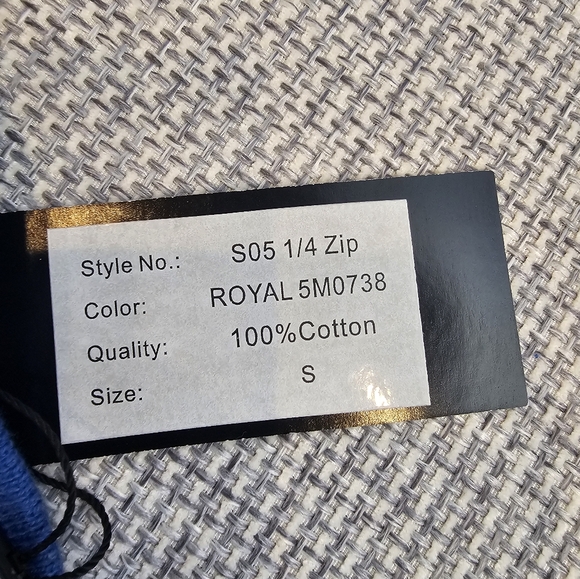 Style No.: S05 1/4 Zip
Color: ROYAL 5M0738
Quality: 100%Cotton
Size: S